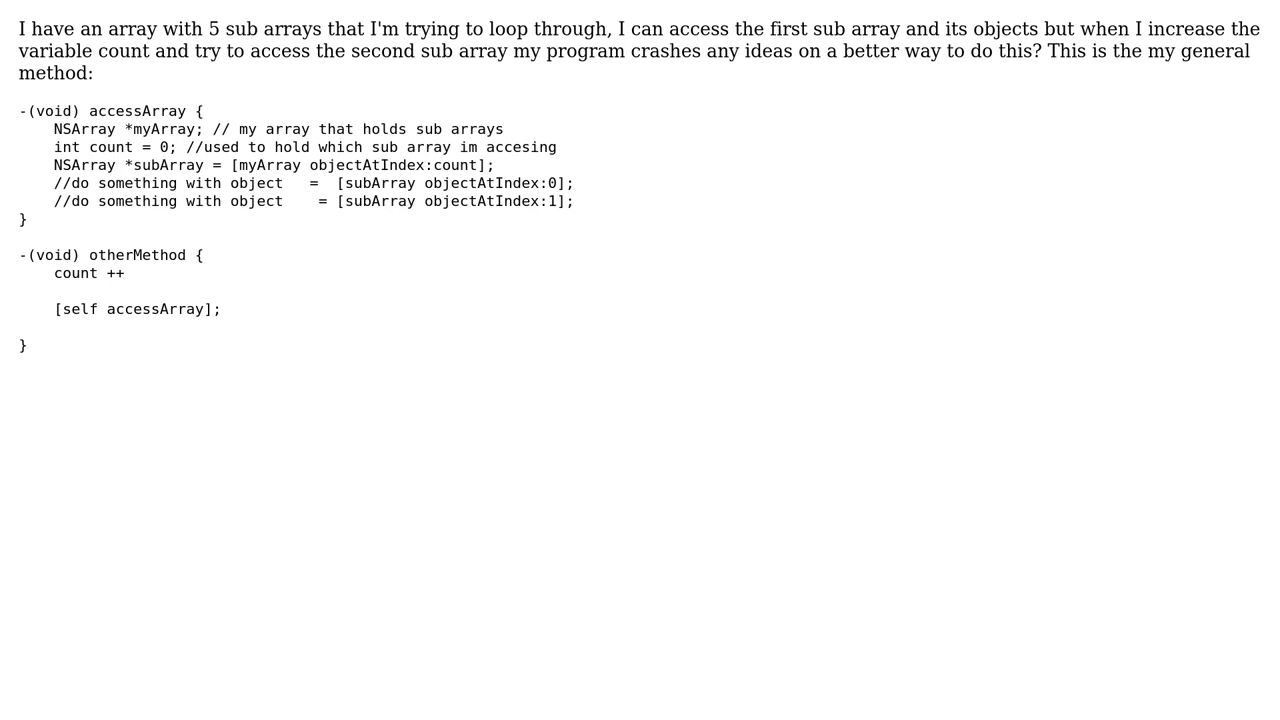 I have an array with 5 sub arrays that I'm trying to loop through, I can access the first sub array and its objects but when I increase the
variable count and try to access the second sub array my program crashes any ideas on a better way to do this? This is the my general
method:
-(void) accessArray {
    NSArray *myArray; // my array that holds sub arrays
    int count = 0; //used to hold which sub array im accesing
    NSArray *subArray = [myArray objectAtIndex:count];
    //do something with object   =  [subArray objectAtIndex:0];
    //do something with object    = [subArray objectAtIndex:1];
}
-(void) otherMethod {
    count ++
    [self accessArray];
}